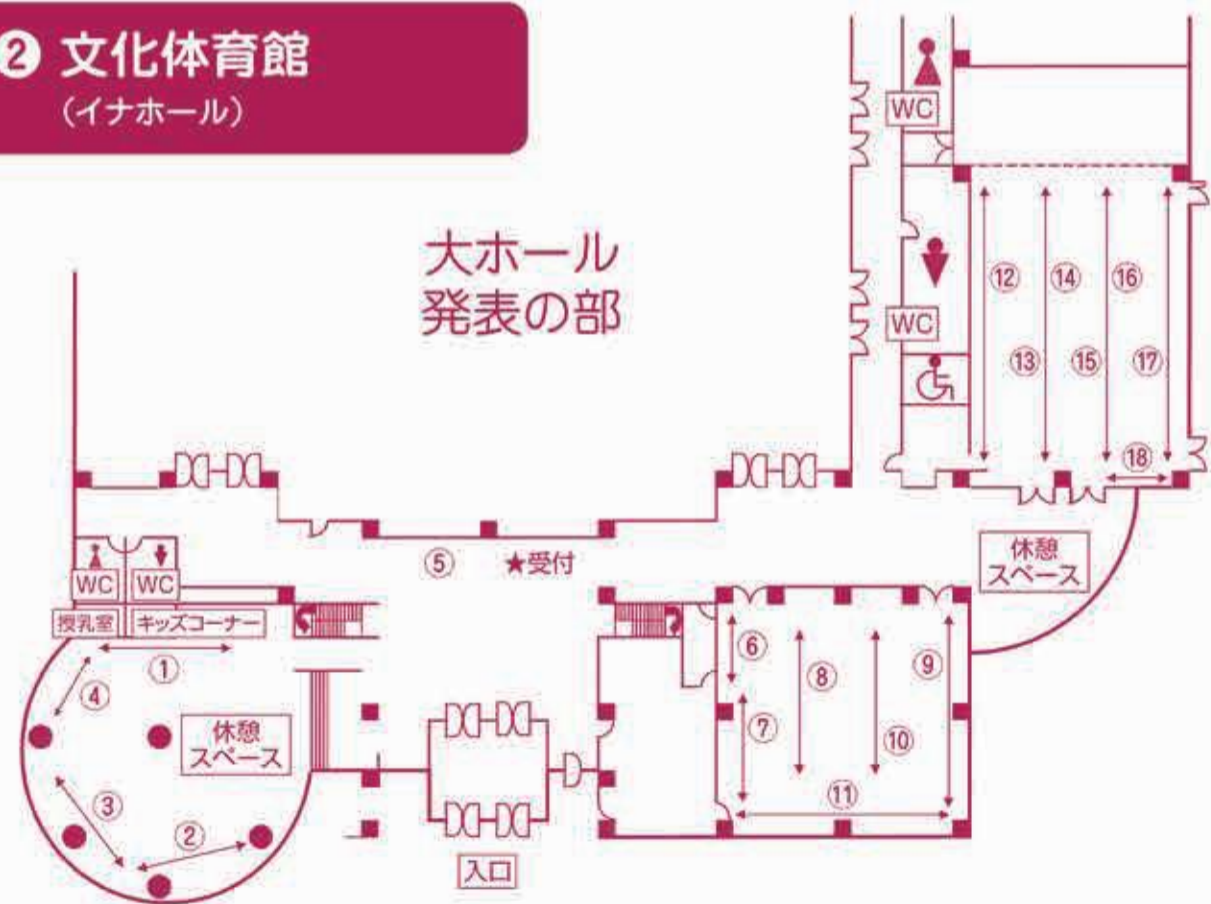 ❷ 文化体育館
(イナホール)
大ホール
発表の部
WC
WC
⑫ ⑭ ⑯
⑬ ⑮ ⑰
⑱
⑤ ★受付
休憩
スペース
WC WC
授乳室 キッズコーナー
①
④
休憩
スペース
③
②
⑥
⑧
⑨
⑦
⑩
⑪
入口